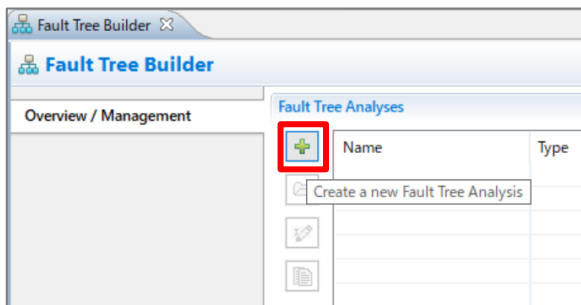 Fault Tree Builder
Fault Tree Builder
Overview / Management
Fault Tree Analyses
Name Type
Create a new Fault Tree Analysis